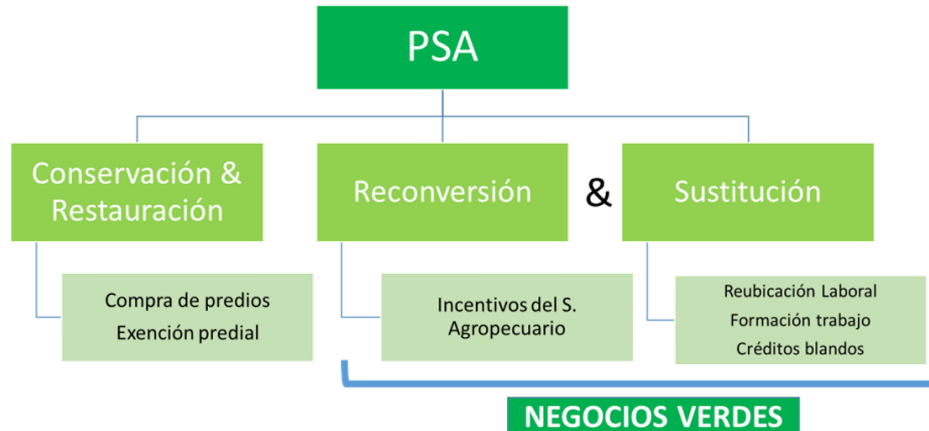 PSA
Conservación &
Restauración
Reconversión
&
Sustitución
Compra de predios
Exención predial
Incentivos del S.
Agropecuario
Reubicación Laboral
Formación trabajo
Créditos blandos
NEGOCIOS VERDES